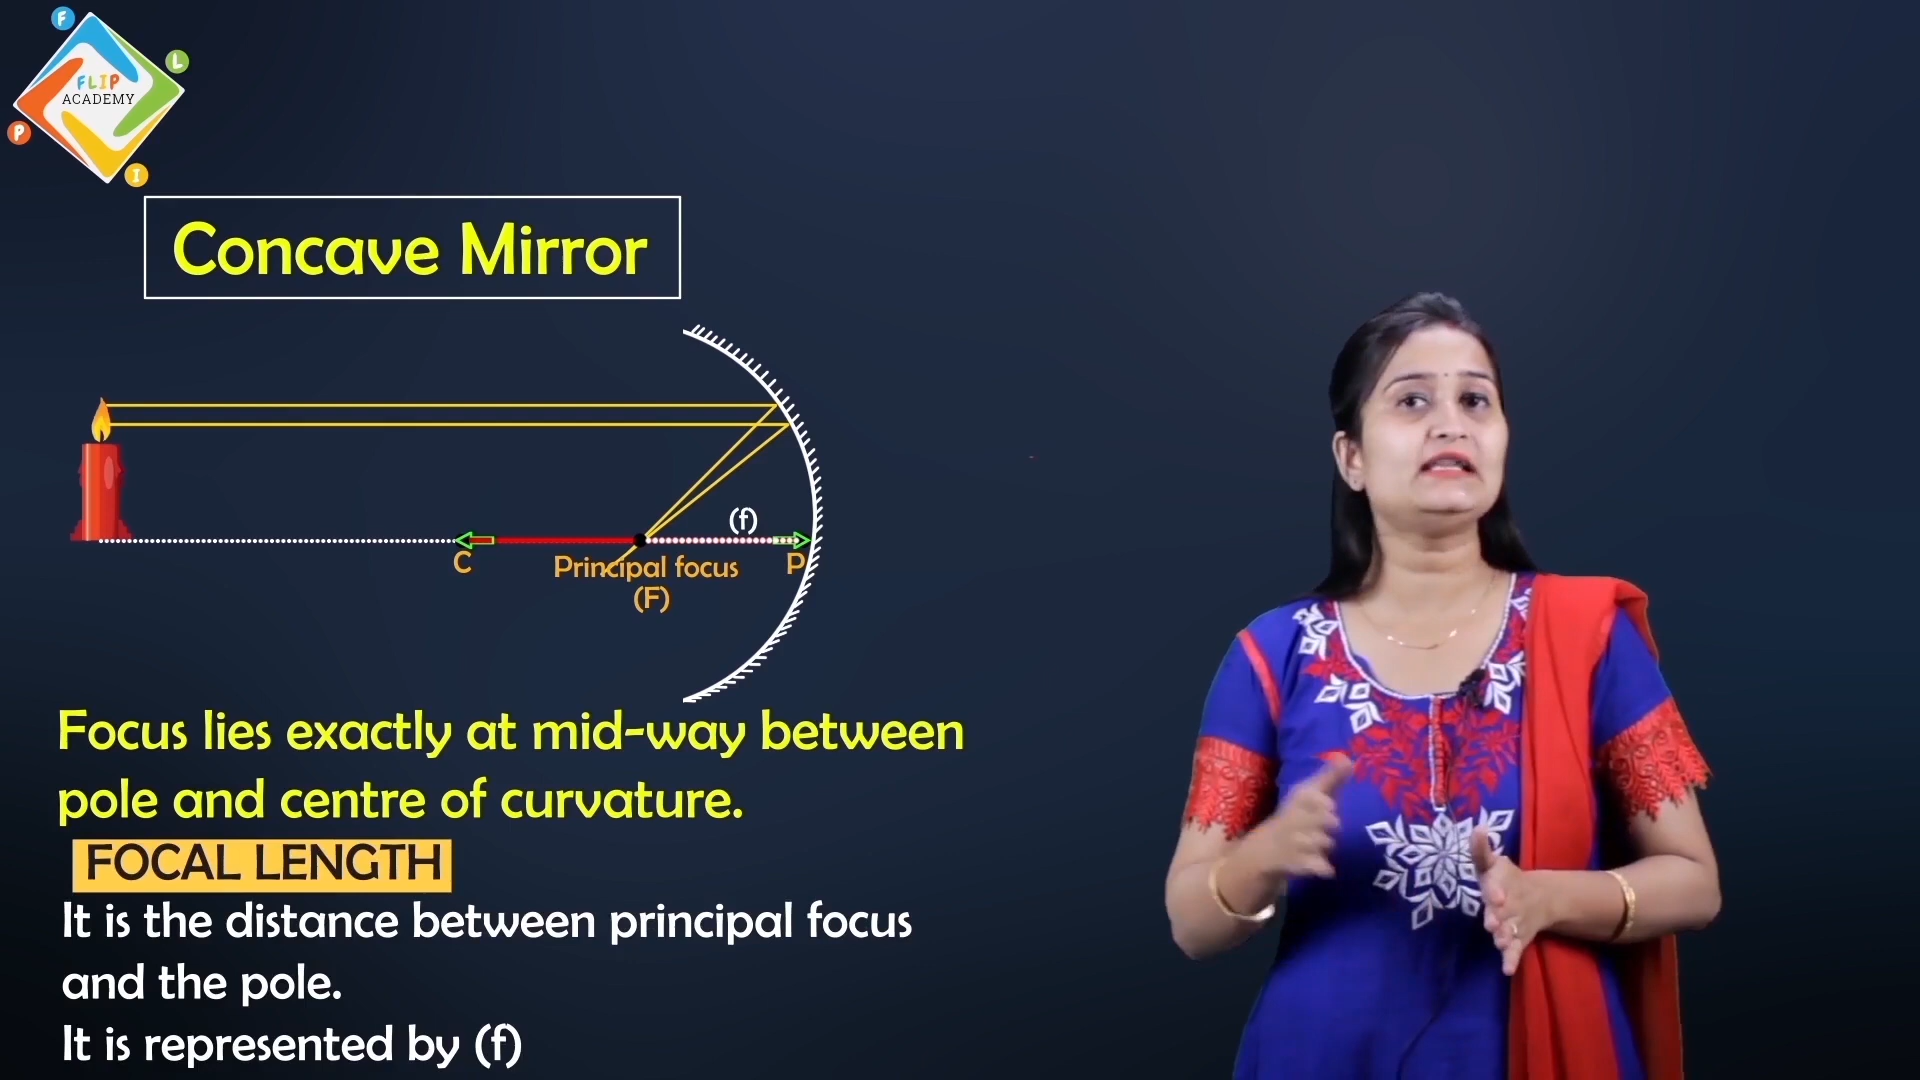 F
L
FLIP
ACADEMY
P
I
Concave Mirror
(f)
C
Principal focus
P
(F)
Focus lies exactly at mid-way between
pole and centre of curvature.
FOCAL LENGTH
It is the distance between principal focus
and the pole.
It is represented by (f)